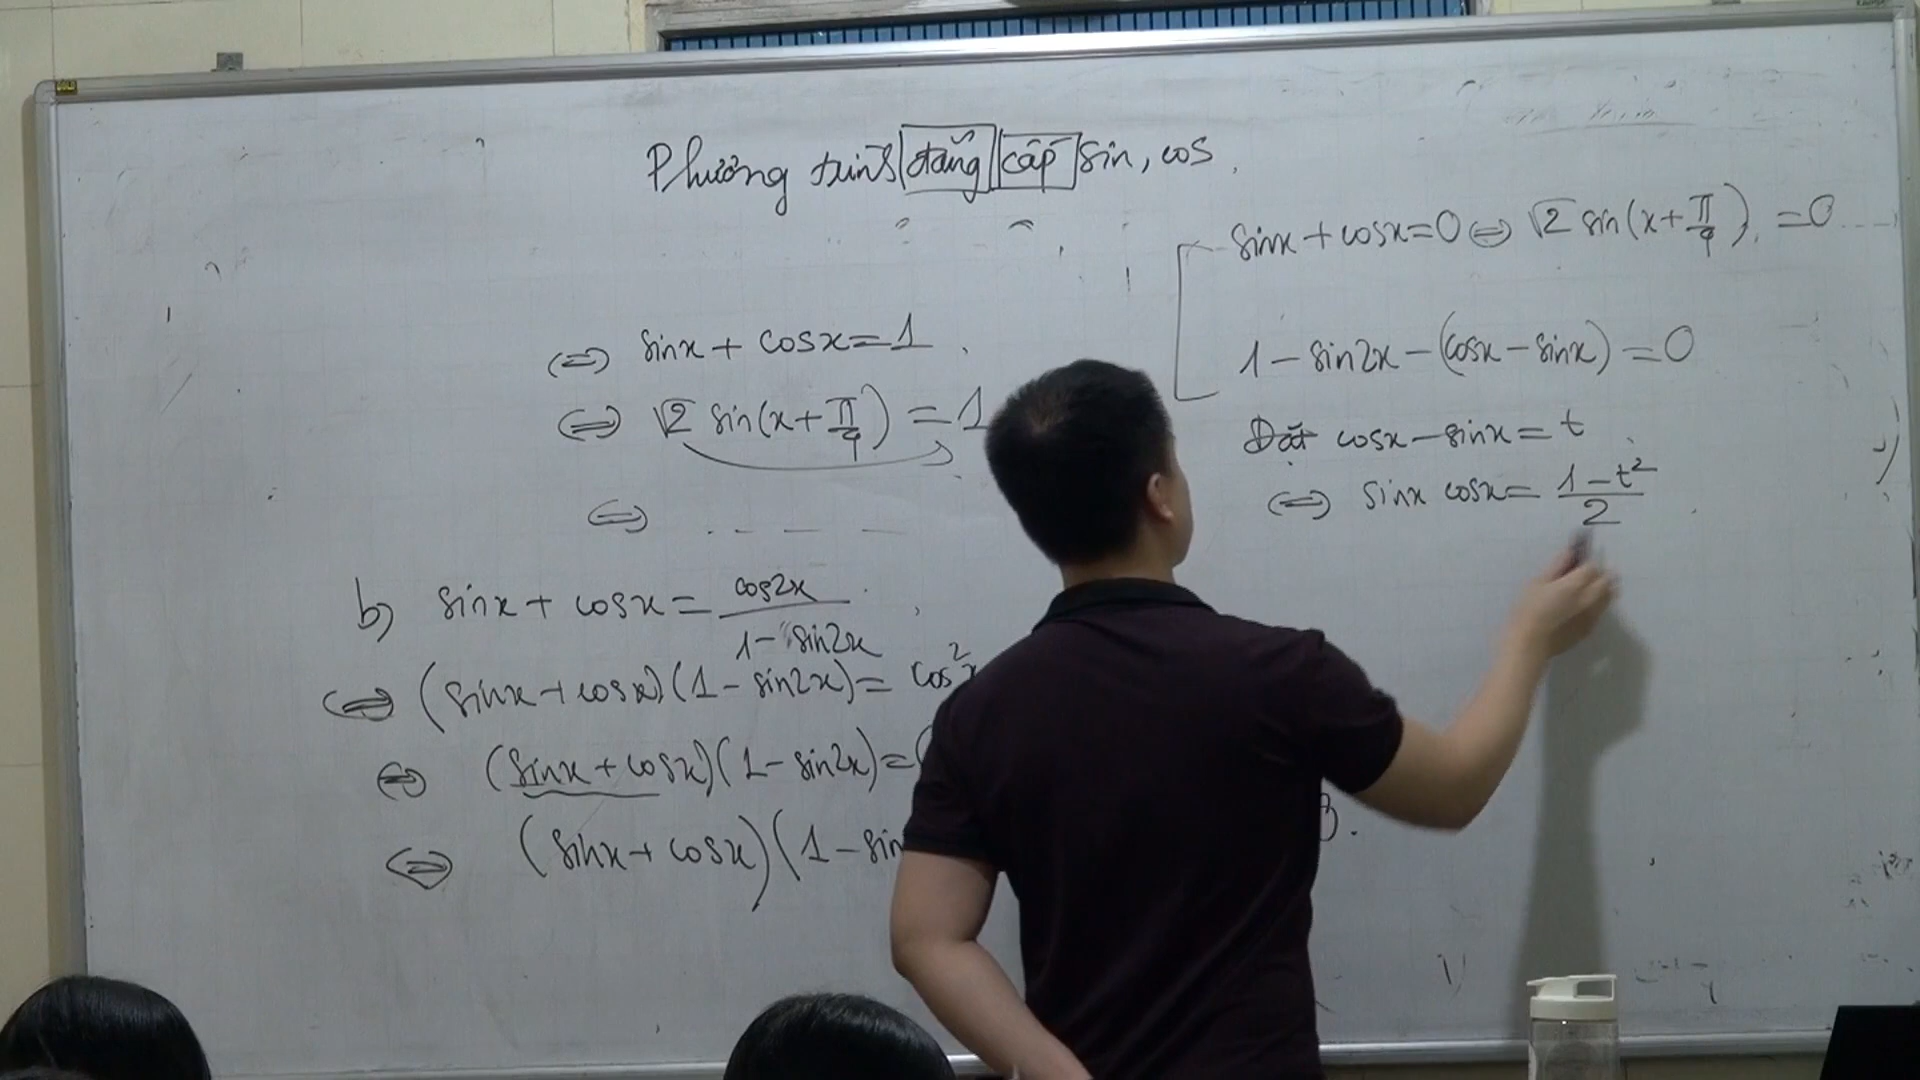 Phương trình đẳng cấp sin, cos.
⇔ sinx + cosx = 1
⇔ √2 sin(x + π/4) = 1
⇔ . - - -
b) sinx + cosx = cos2x / (1 - sin2x)
⇔ (sinx + cosx)(1 - sin2x) = cos²x
⇔ (sinx + cosx)(1 - sin2x) = (
⇔ (sinx + cosx)(1 - sin
sinx + cosx = 0 ⇔ √2 sin(x + π/4) = 0
1 - sin2x - (cosx - sinx) = 0
Đặt cosx - sinx = t
⇔ sinx cosx = (1 - t²) / 2